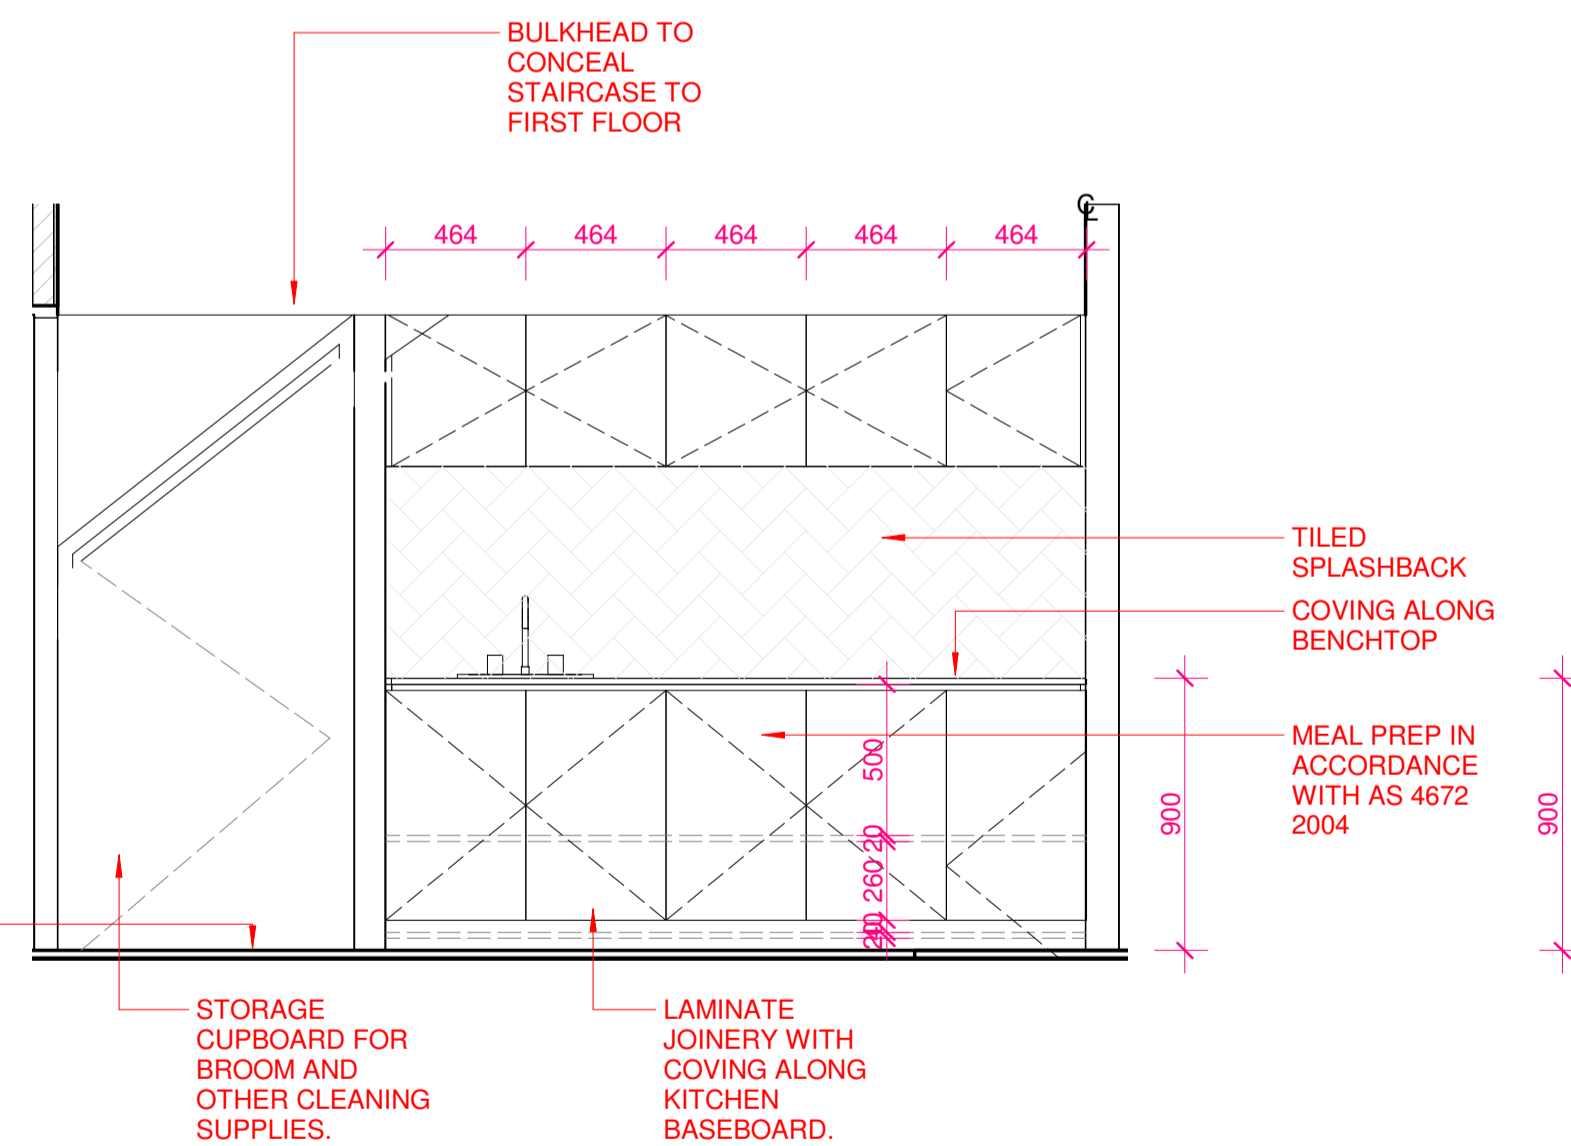 BULKHEAD TO
CONCEAL
STAIRCASE TO
FIRST FLOOR
464 464 464 464 464
TILED
SPLASHBACK
COVING ALONG
BENCHTOP
MEAL PREP IN
ACCORDANCE
WITH AS 4672
2004
500
20
260
900
900
STORAGE
CUPBOARD FOR
BROOM AND
OTHER CLEANING
SUPPLIES.
LAMINATE
JOINERY WITH
COVING ALONG
KITCHEN
BASEBOARD.